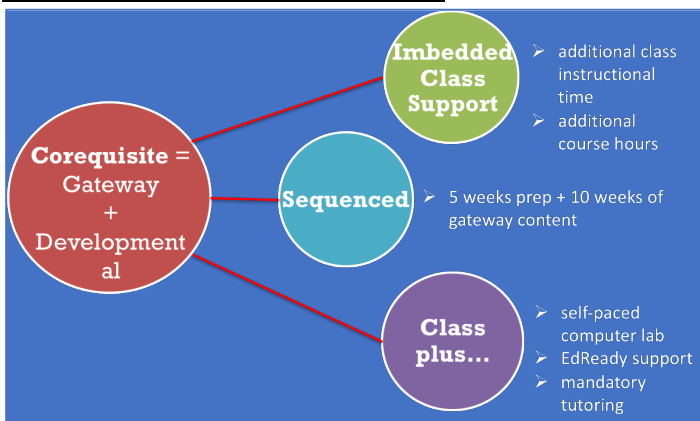 Corequisite =
Gateway
+
Development
al
Imbedded
Class
Support
➢ additional class
instructional
time
➢ additional
course hours
Sequenced
➢ 5 weeks prep + 10 weeks of
gateway content
Class
plus...
➢ self-paced
computer lab
➢ EdReady support
➢ mandatory
tutoring